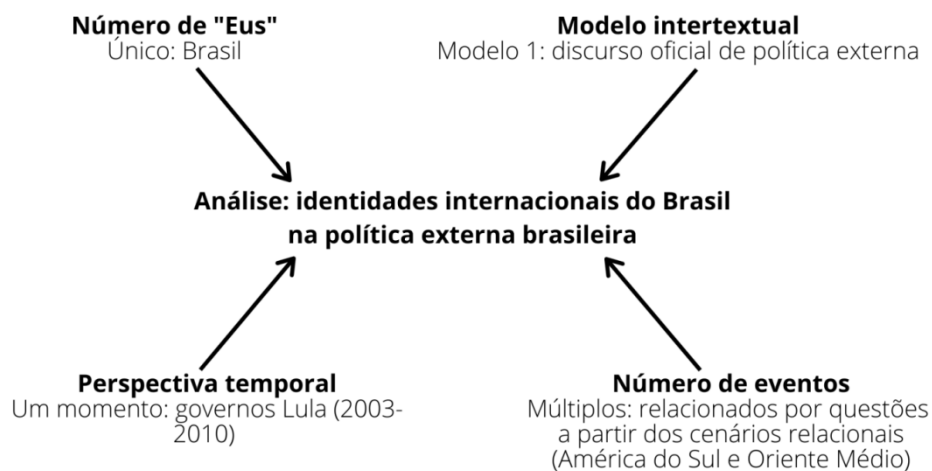 Número de "Eus"
Único: Brasil
Modelo intertextual
Modelo 1: discurso oficial de política externa
Análise: identidades internacionais do Brasil
na política externa brasileira
Perspectiva temporal
Um momento: governos Lula (2003-
2010)
Número de eventos
Múltiplos: relacionados por questões
a partir dos cenários relacionais
(América do Sul e Oriente Médio)